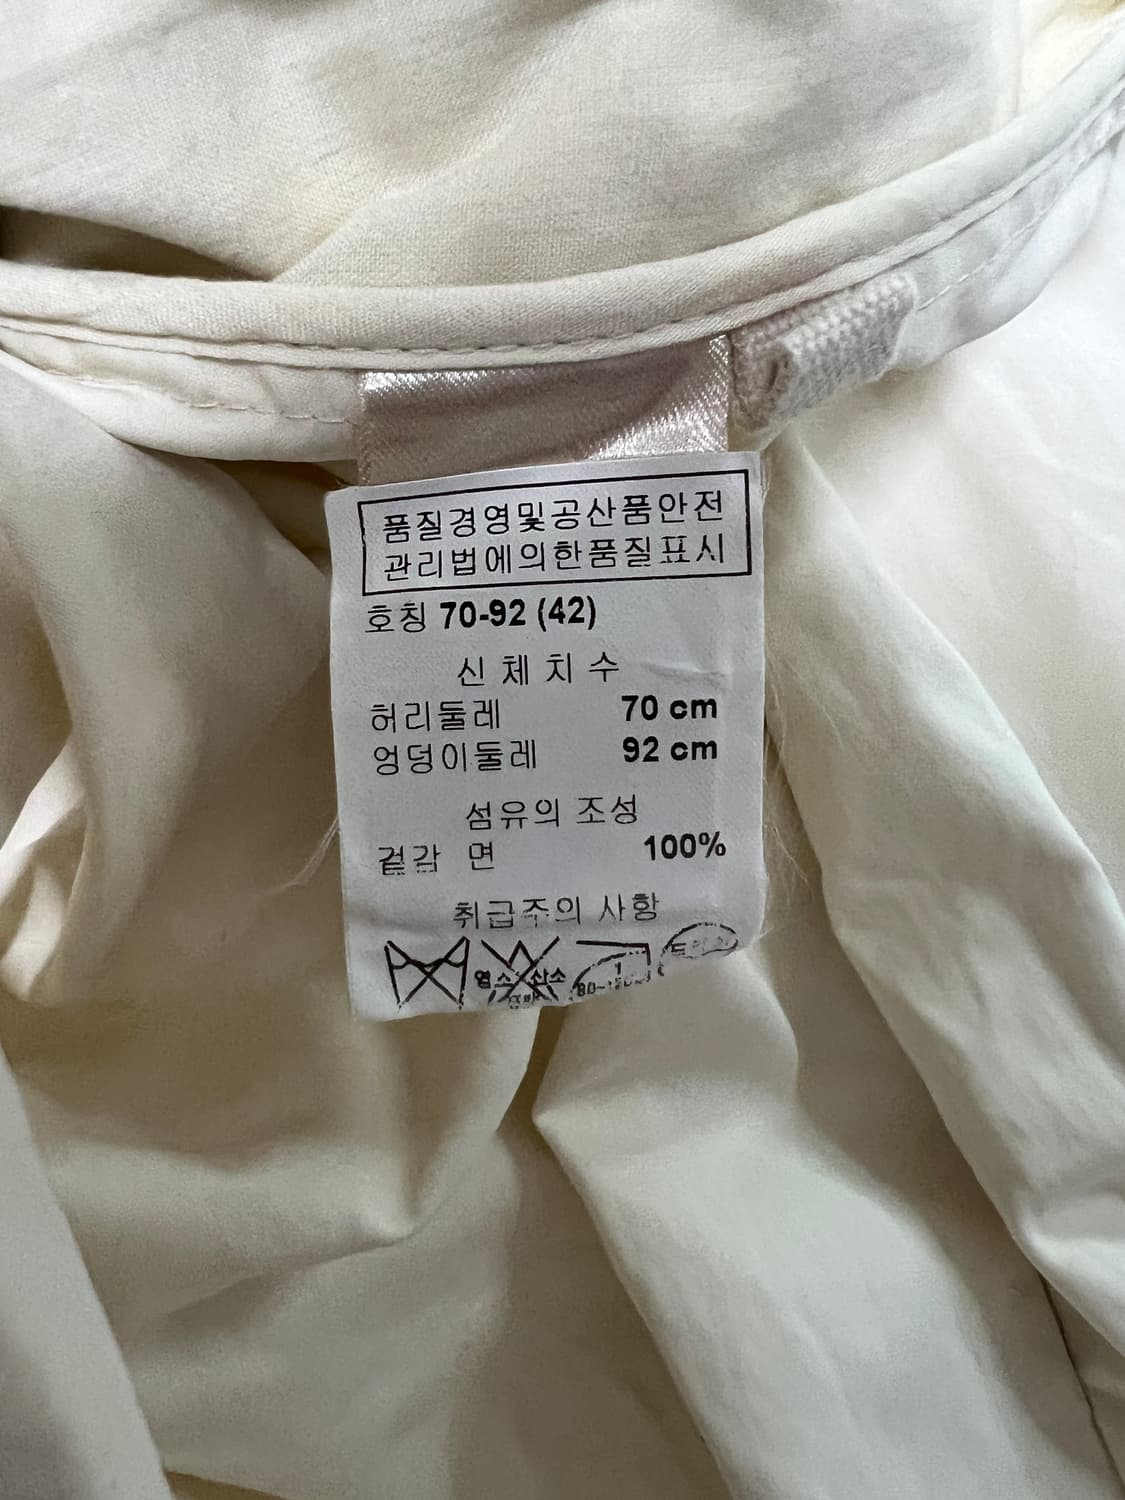 품질경영및공산품안전
관리법에의한품질표시
호칭 70-92 (42)
신체치수
허리둘레 70 cm
엉덩이둘레 92 cm
섬유의 조성
겉감 면 100%
취급주의 사항
염소 산소